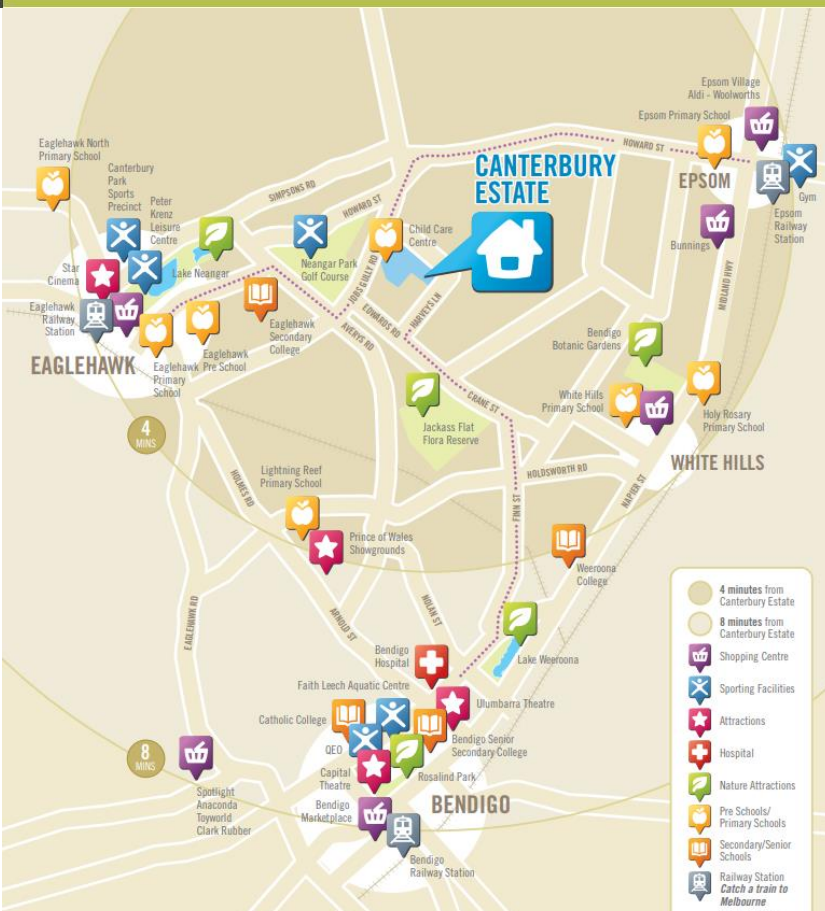 Epsom Village
Aldi - Woolworths
Epsom Primary School
HOWARD ST
Eaglehawk North
Primary School
Canterbury
Park
Sports
Precinct
Peter
Krenz
Leisure
Centre
SIMPSONS RD
HOWARD ST
CANTERBURY
ESTATE
EPSOM
Gym
Epsom
Railway
Station
Bunnings
MIDLAND HWY
Child Care
Centre
Star
Cinema
Lake Neangar
Neangar Park
Golf Course
JOBS GULLY RD
HARVEYS LN
EDWARDS RD
AVERYS RD
Eaglehawk
Railway
Station
Eaglehawk
Secondary
College
EAGLEHAWK
Eaglehawk
Primary
School
Eaglehawk
Pre School
Bendigo
Botanic Gardens
CRANE ST
White Hills
Primary School
Holy Rosary
Primary School
Jackass Flat
Flora Reserve
4
MINS
WHITE HILLS
HOLDSWORTH RD
NAPIER ST
HOLMES RD
Lightning Reef
Primary School
FINN ST
Prince of Wales
Showgrounds
Weeroona
College
EAGLEHAWK RD
ARNOLD ST
NOLAN ST
Bendigo
Hospital
Lake Weeroona
Faith Leech Aquatic Centre
Ulumbarra Theatre
Catholic College
QEO
Bendigo Senior
Secondary College
Capital
Theatre
Rosalind Park
8
MINS
Spotlight
Anaconda
Toyworld
Clark Rubber
Bendigo
Marketplace
BENDIGO
Bendigo
Railway Station
4 minutes from
Canterbury Estate
8 minutes from
Canterbury Estate
Shopping Centre
Sporting Facilities
Attractions
Hospital
Nature Attractions
Pre Schools/
Primary Schools
Secondary/Senior
Schools
Railway Station
Catch a train to
Melbourne